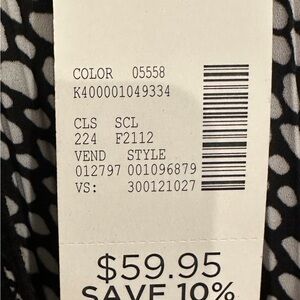 COLOR 05558
K400001049334
CLS SCL
224 F2112
VEND STYLE
012797 001096879
VS: 300121027
$59.95
SAVE 10%